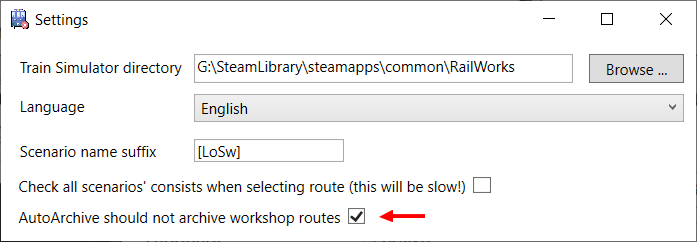 Settings
Train Simulator directory G:\SteamLibrary\steamapps\common\RailWorks Browse ...
Language English
Scenario name suffix [LoSw]
Check all scenarios' consists when selecting route (this will be slow!)
AutoArchive should not archive workshop routes